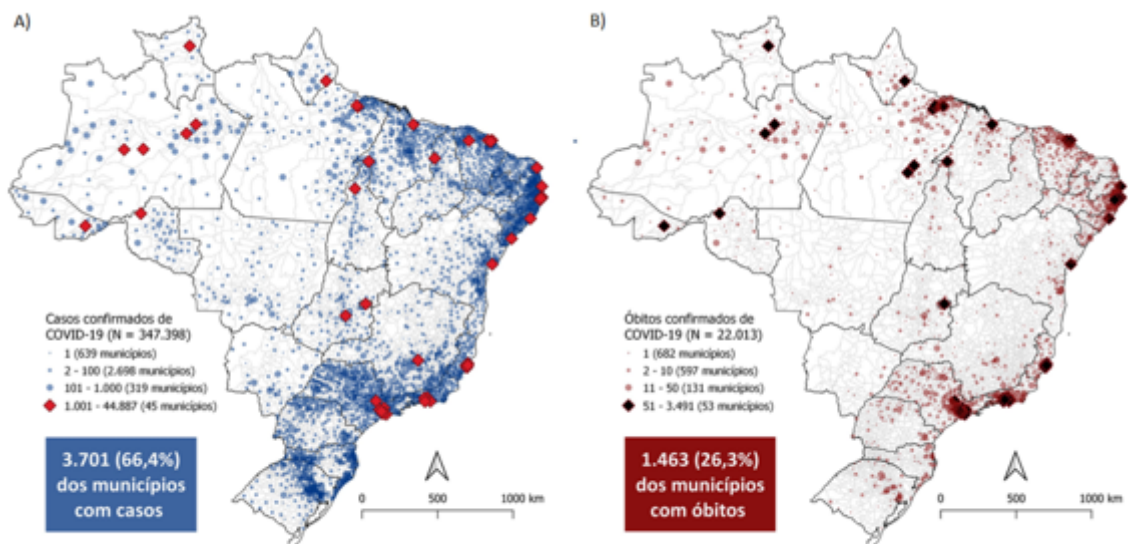 A)
Casos confirmados de
COVID-19 (N = 347.398)
1 (639 municípios)
2 - 100 (2.698 municípios)
101 - 1.000 (319 municípios)
1.001 - 44.887 (45 municípios)
3.701 (66,4%)
dos municípios
com casos
0 500 1000 km
B)
Óbitos confirmados de
COVID-19 (N = 22.013)
1 (682 municípios)
2 - 10 (597 municípios)
11 - 50 (131 municípios)
51 - 3.491 (53 municípios)
1.463 (26,3%)
dos municípios
com óbitos
0 500 1000 km